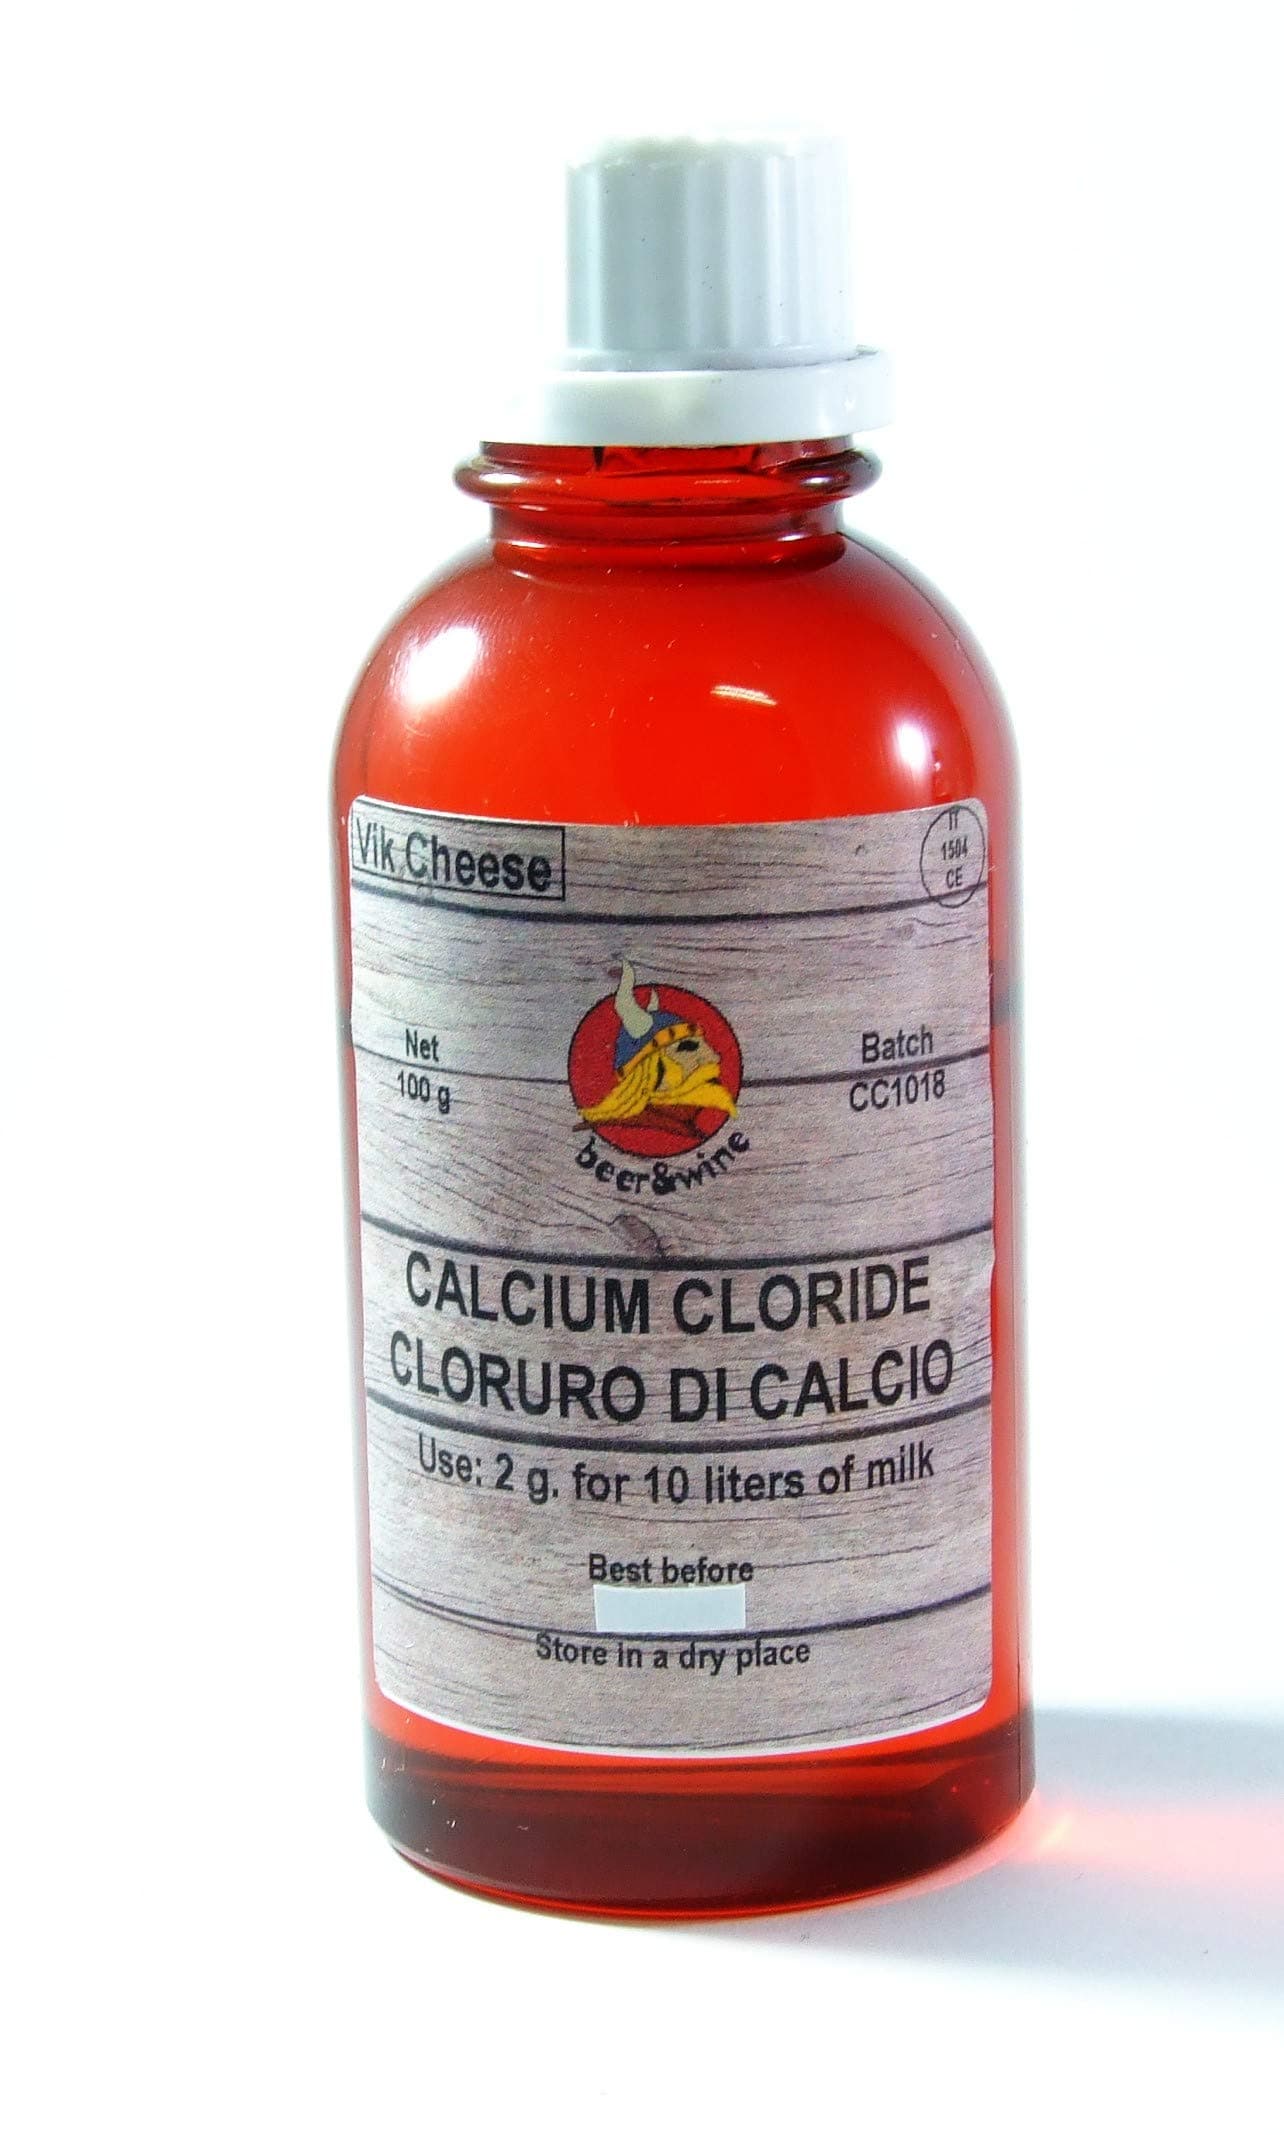 Vik Cheese
IT
1504
CE
Net
100 g
Batch
CC1018
beer&wine
CALCIUM CLORIDE
CLORURO DI CALCIO
Use: 2 g. for 10 liters of milk
Best before
Store in a dry place